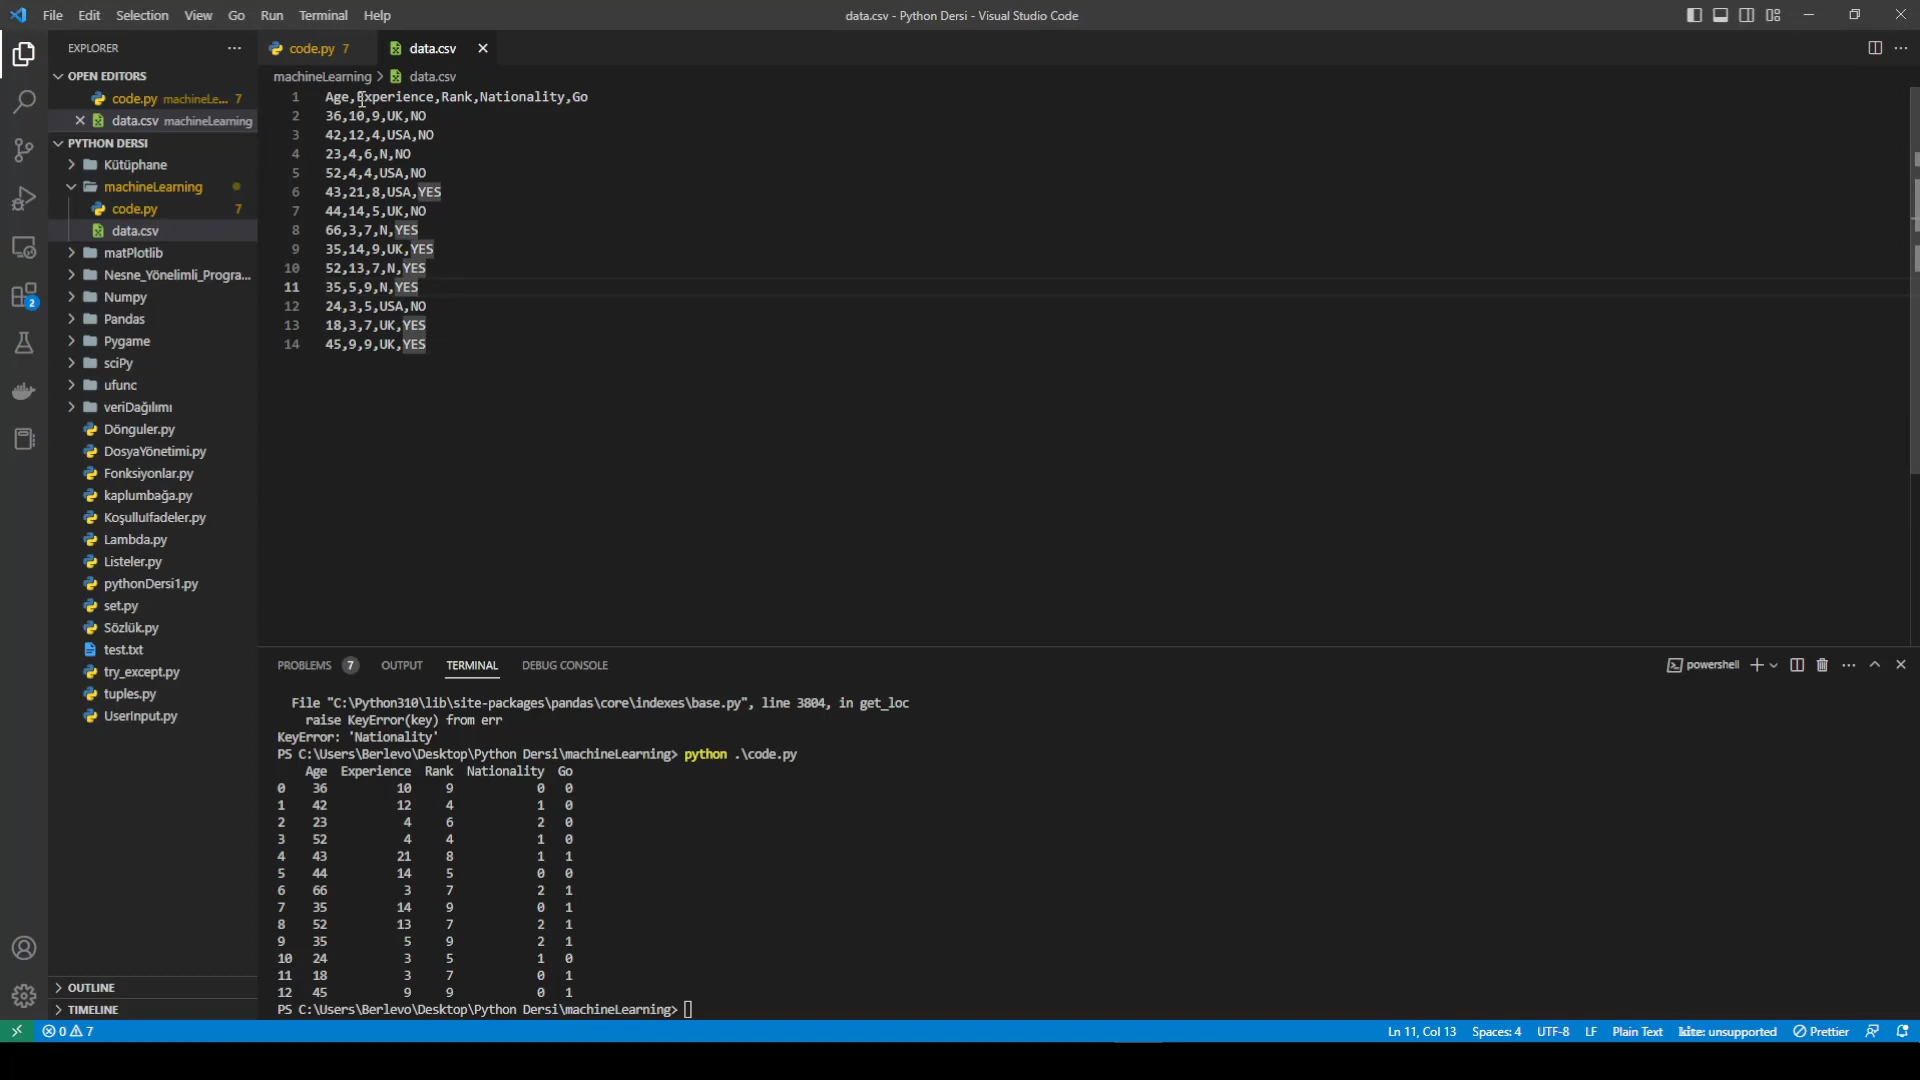 File Edit Selection View Go Run Terminal Help
data.csv - Python Dersi - Visual Studio Code
EXPLORER
OPEN EDITORS
code.py machineLe... 7
data.csv machineLearning
PYTHON DERSI
Kütüphane
machineLearning
code.py 7
data.csv
matPlotlib
Nesne_Yönelimli_Progra...
Numpy
Pandas
Pygame
sciPy
ufunc
veriDağılımı
Dönguler.py
DosyaYönetimi.py
Fonksiyonlar.py
kaplumbağa.py
KoşulluIfadeler.py
Lambda.py
Listeler.py
pythonDersi1.py
set.py
Sözlük.py
test.txt
try_except.py
tuples.py
UserInput.py
OUTLINE
TIMELINE
2
code.py 7
data.csv
machineLearning > data.csv
1 Age,Experience,Rank,Nationality,Go
2 36,10,9,UK,NO
3 42,12,4,USA,NO
4 23,4,6,N,NO
5 52,4,4,USA,NO
6 43,21,8,USA,YES
7 44,14,5,UK,NO
8 66,3,7,N,YES
9 35,14,9,UK,YES
10 52,13,7,N,YES
11 35,5,9,N,YES
12 24,3,5,USA,NO
13 18,3,7,UK,YES
14 45,9,9,UK,YES
PROBLEMS 7 OUTPUT TERMINAL DEBUG CONSOLE
powershell
File "C:\Python310\lib\site-packages\pandas\core\indexes\base.py", line 3804, in get_loc
raise KeyError(key) from err
KeyError: 'Nationality'
PS C:\Users\Berlevo\Desktop\Python Dersi\machineLearning> python .\code.py
Age Experience Rank Nationality Go
0 36 10 9 0 0
1 42 12 4 1 0
2 23 4 6 2 0
3 52 4 4 1 0
4 43 21 8 1 1
5 44 14 5 0 0
6 66 3 7 2 1
7 35 14 9 0 1
8 52 13 7 2 1
9 35 5 9 2 1
10 24 3 5 1 0
11 18 3 7 0 1
12 45 9 9 0 1
PS C:\Users\Berlevo\Desktop\Python Dersi\machineLearning>
0 7
Ln 11, Col 13 Spaces: 4 UTF-8 LF Plain Text kite: unsupported Prettier